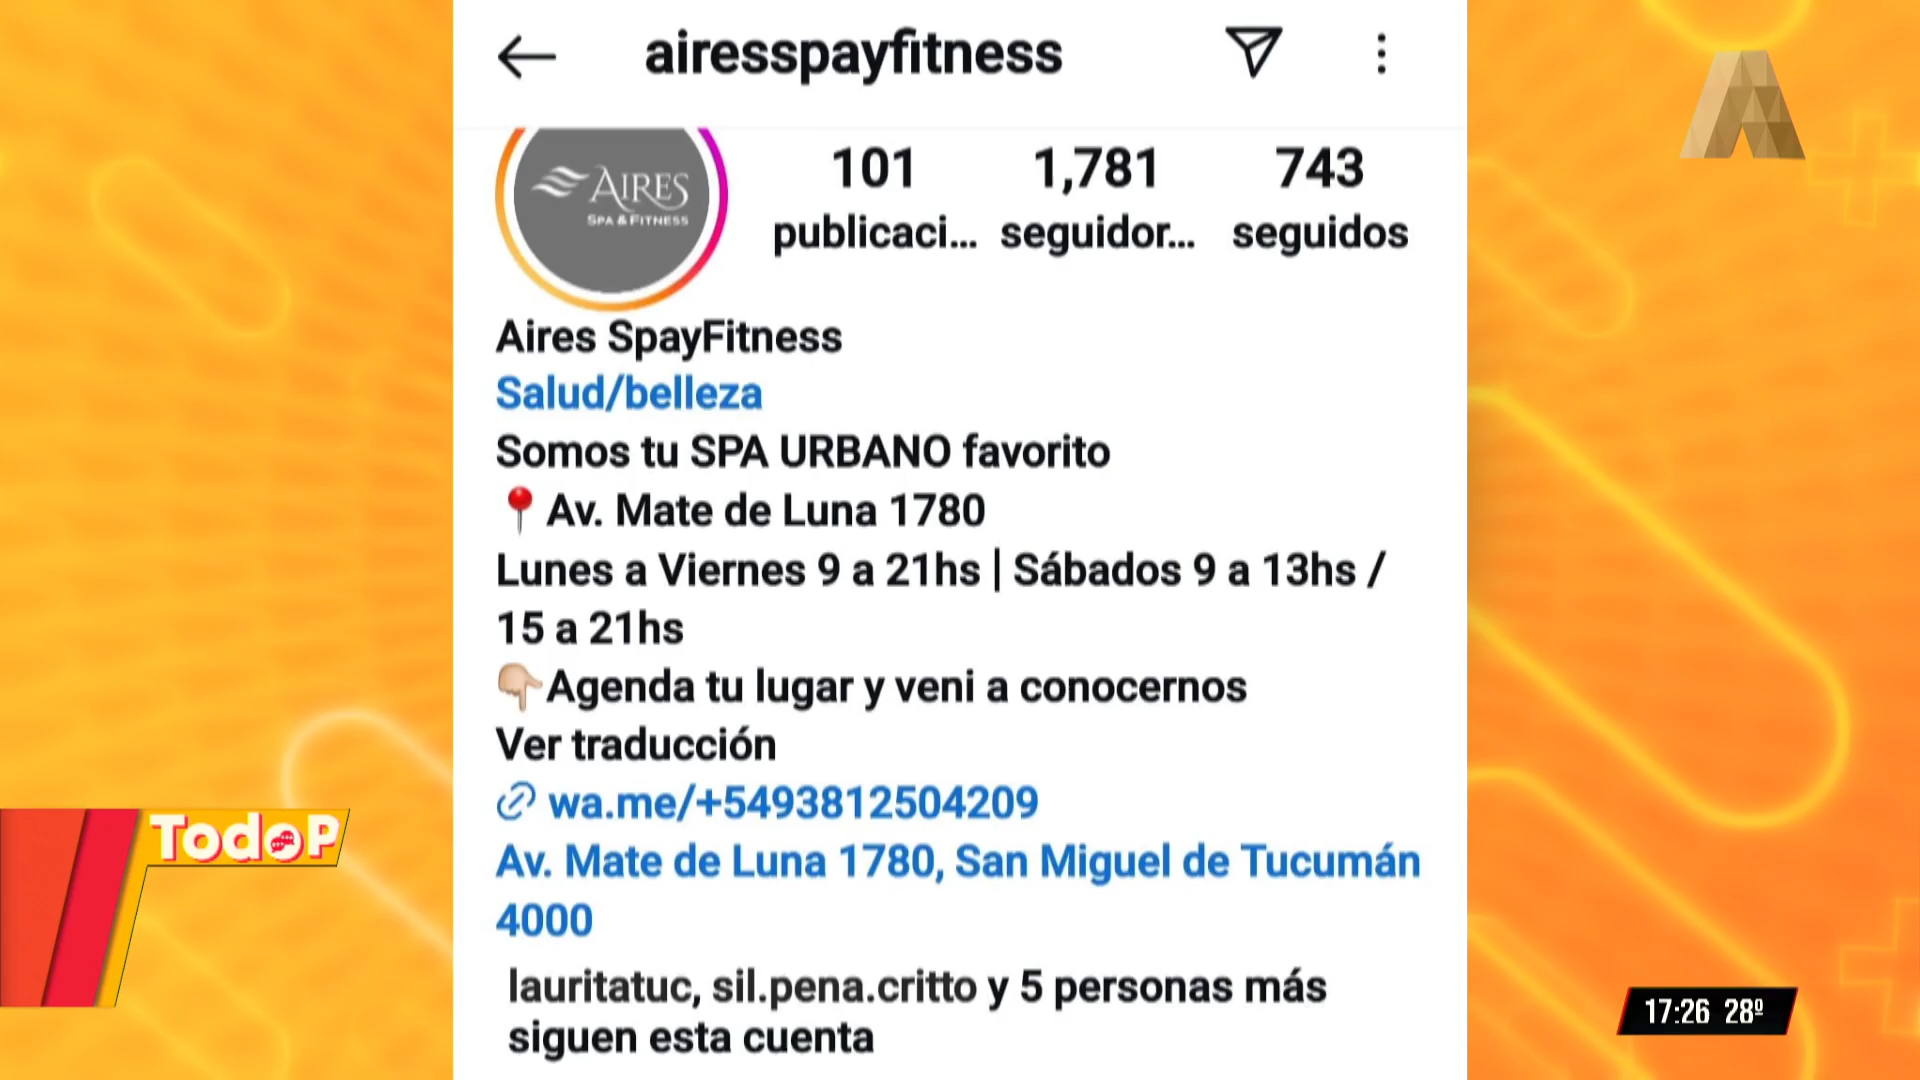 airesspayfitness
AIRES
SPA & FITNESS
101 1,781 743
publicaci... seguidor... seguidos
Aires SpayFitness
Salud/belleza
Somos tu SPA URBANO favorito
📍Av. Mate de Luna 1780
Lunes a Viernes 9 a 21hs | Sábados 9 a 13hs /
15 a 21hs
👇🏼Agenda tu lugar y veni a conocernos
Ver traducción
wa.me/+5493812504209
Av. Mate de Luna 1780, San Miguel de Tucumán
4000
lauritatuc, sil.pena.critto y 5 personas más
siguen esta cuenta
TodoP
17:26 28º